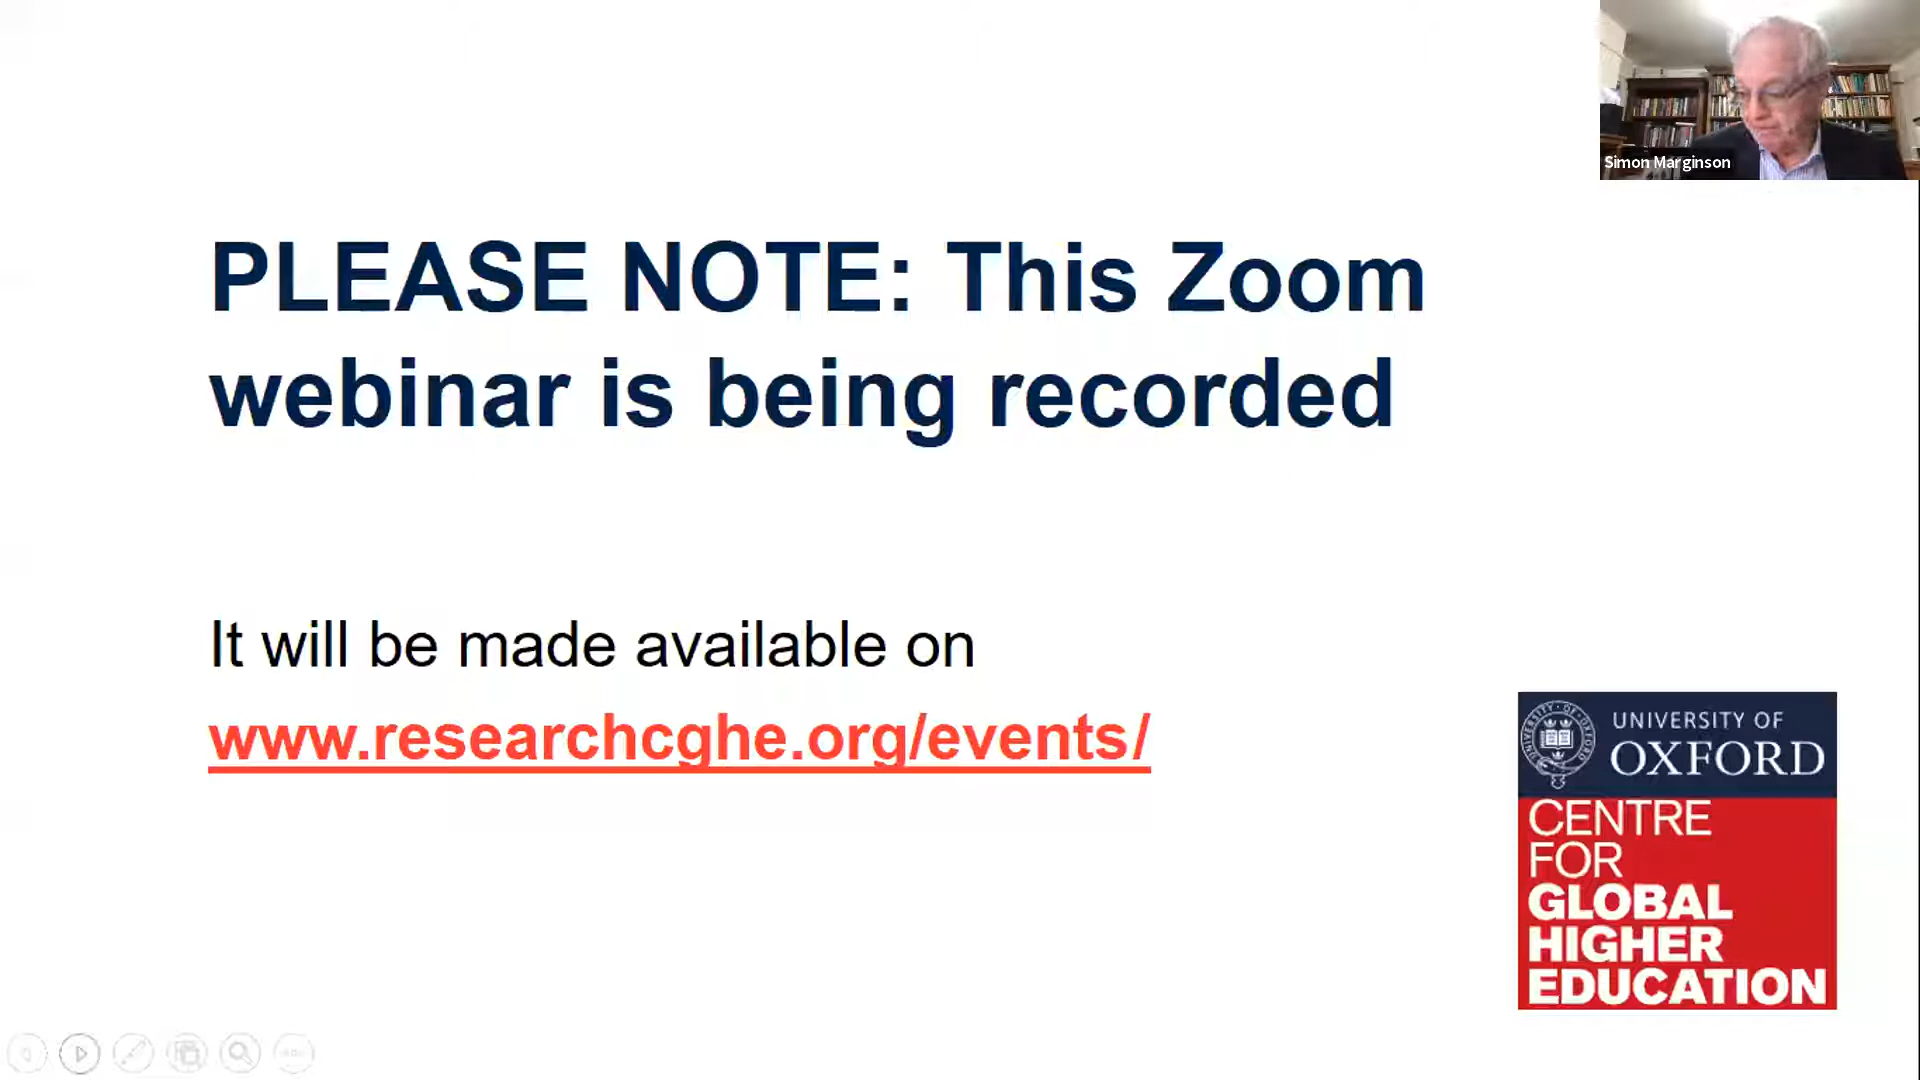 Simon Marginson
PLEASE NOTE: This Zoom
webinar is being recorded
It will be made available on
www.researchcghe.org/events/
UNIVERSITY OF
OXFORD
CENTRE
FOR
GLOBAL
HIGHER
EDUCATION